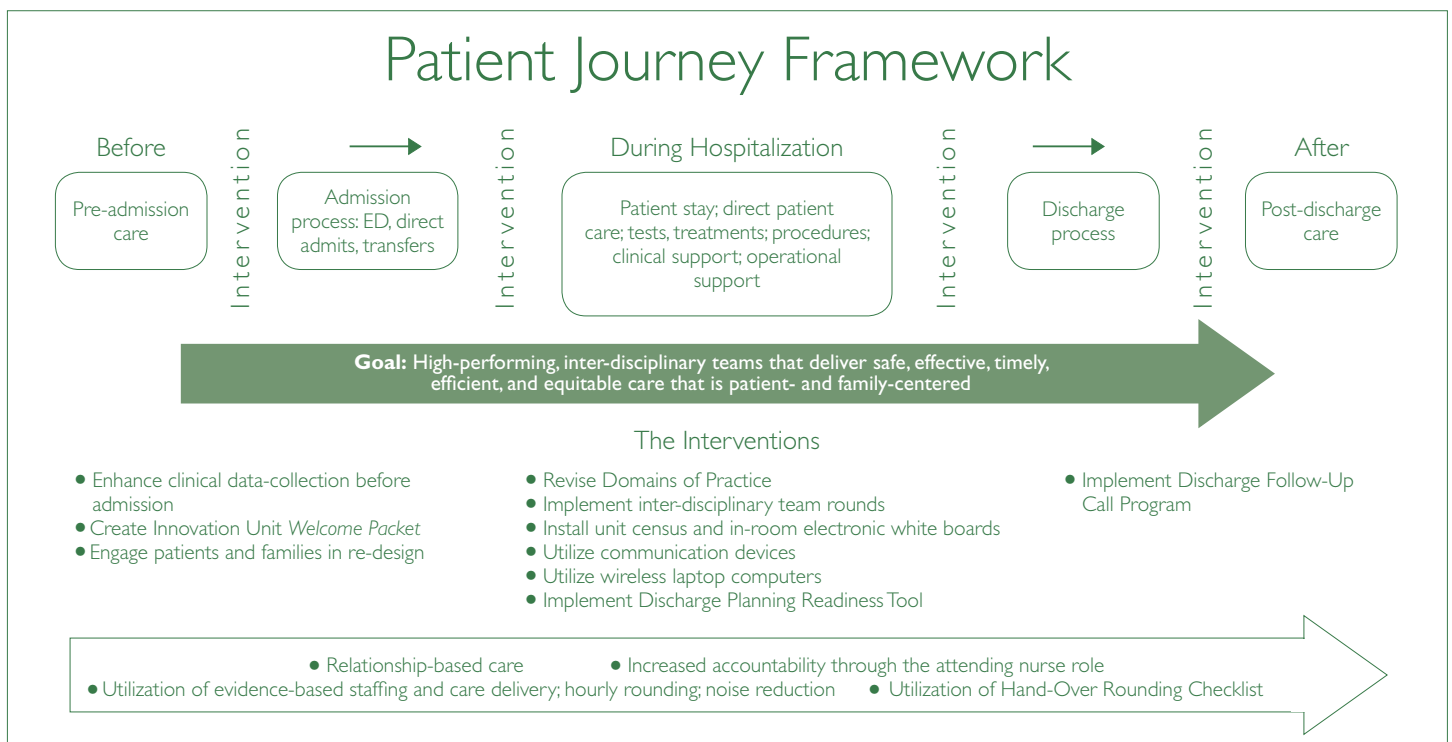 Patient Journey Framework
Before
Intervention
Intervention
During Hospitalization
Intervention
Intervention
After
Pre-admission
care
Admission
process: ED, direct
admits, transfers
Patient stay; direct patient
care; tests, treatments; procedures;
clinical support; operational
support
Discharge
process
Post-discharge
care
Goal: High-performing, inter-disciplinary teams that deliver safe, effective, timely,
efficient, and equitable care that is patient- and family-centered
The Interventions
• Enhance clinical data-collection before
admission
• Create Innovation Unit Welcome Packet
• Engage patients and families in re-design
• Revise Domains of Practice
• Implement inter-disciplinary team rounds
• Install unit census and in-room electronic white boards
• Utilize communication devices
• Utilize wireless laptop computers
• Implement Discharge Planning Readiness Tool
• Implement Discharge Follow-Up
Call Program
• Relationship-based care • Increased accountability through the attending nurse role
• Utilization of evidence-based staffing and care delivery; hourly rounding; noise reduction • Utilization of Hand-Over Rounding Checklist